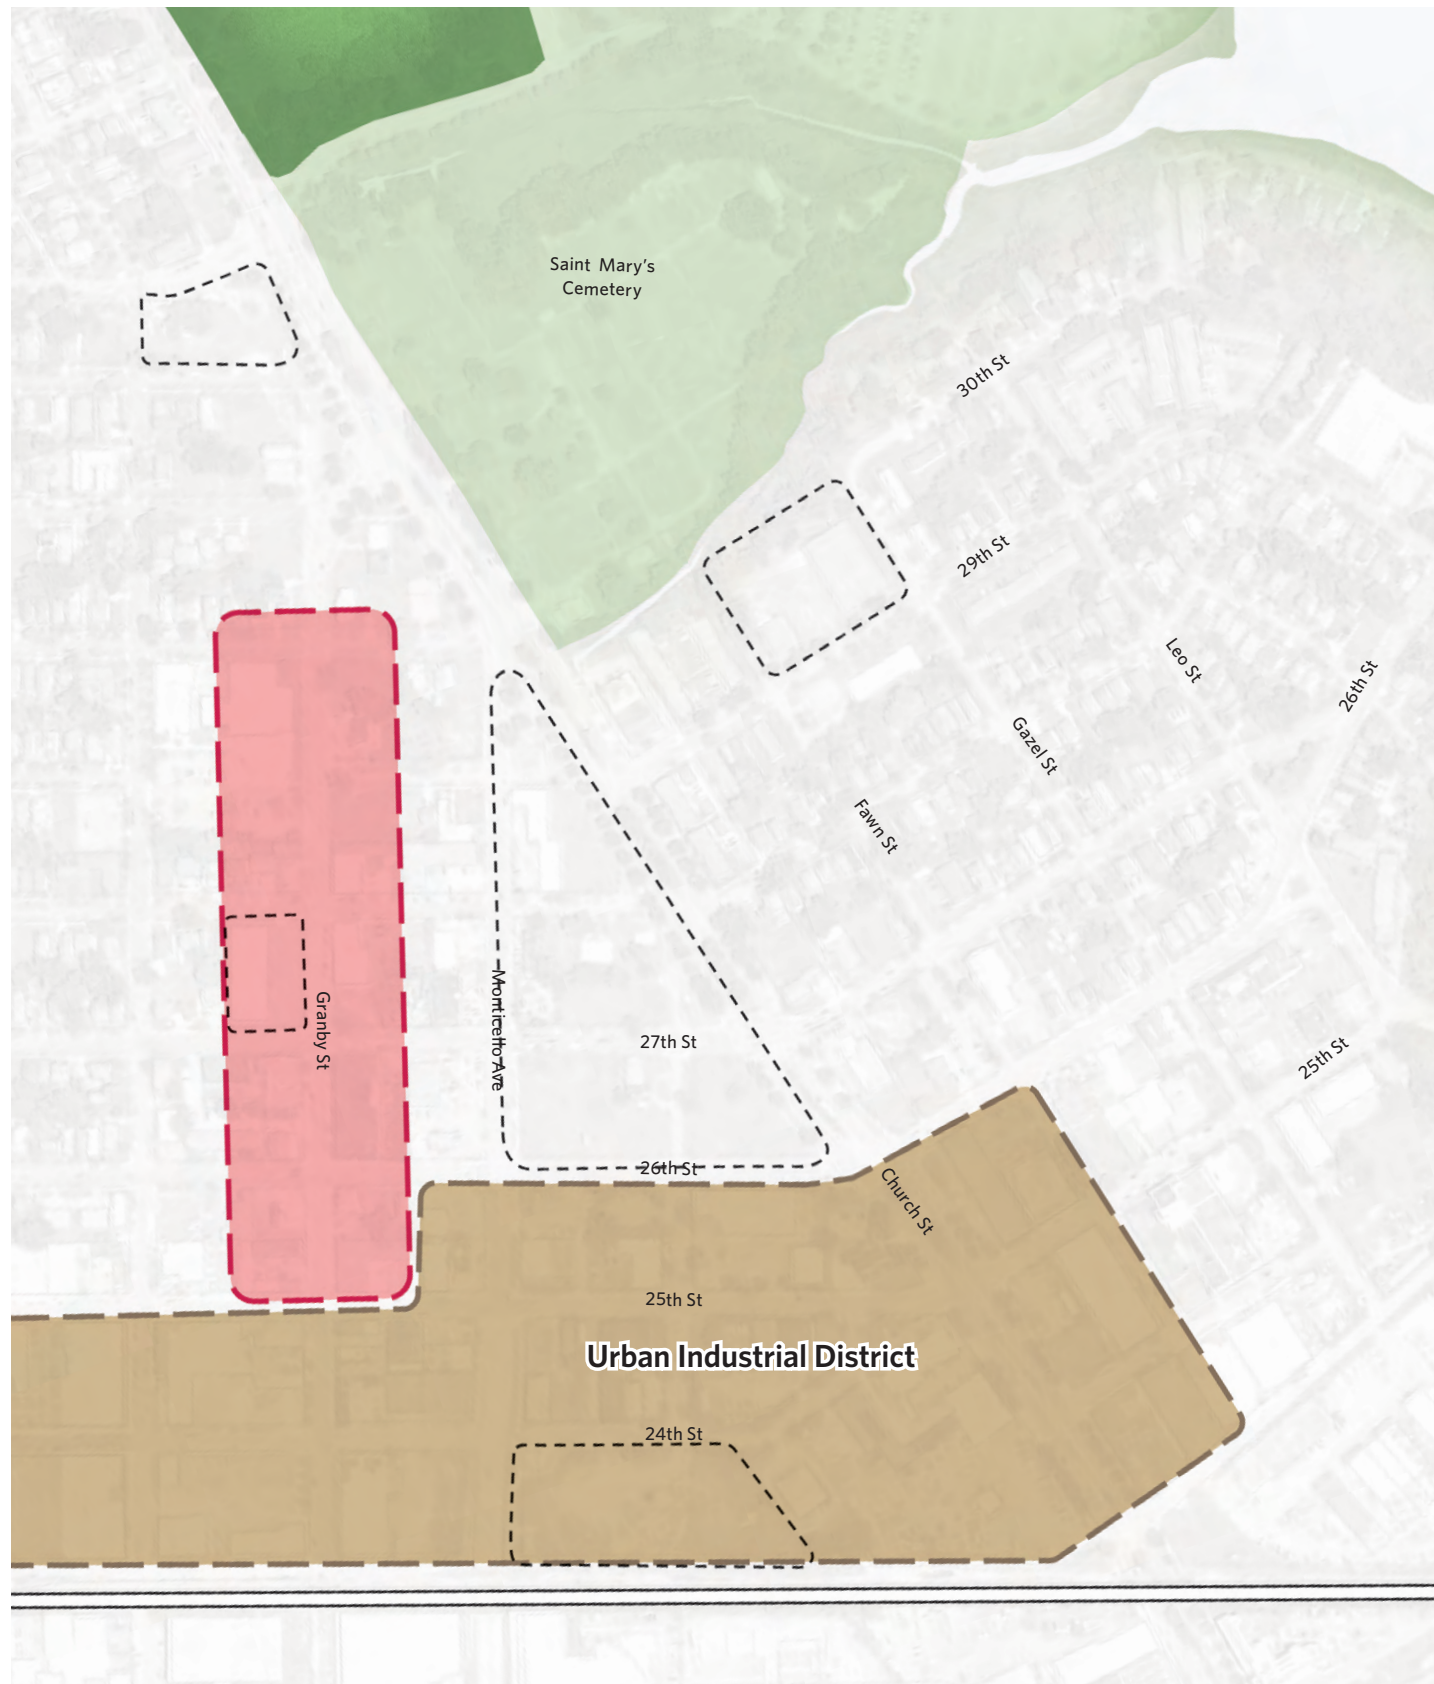 Saint Mary's
Cemetery
30th St
29th St
Leo St
26th St
Gazel St
Fawn St
Monticello Ave
Granby St
27th St
25th St
26th St
Church St
25th St
Urban Industrial District
24th St